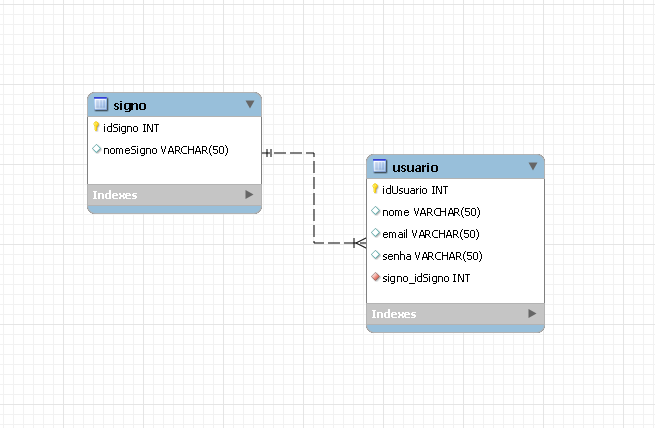 signo
idSigno INT
nomeSigno VARCHAR(50)
Indexes
usuario
idUsuario INT
nome VARCHAR(50)
email VARCHAR(50)
senha VARCHAR(50)
signo_idSigno INT
Indexes